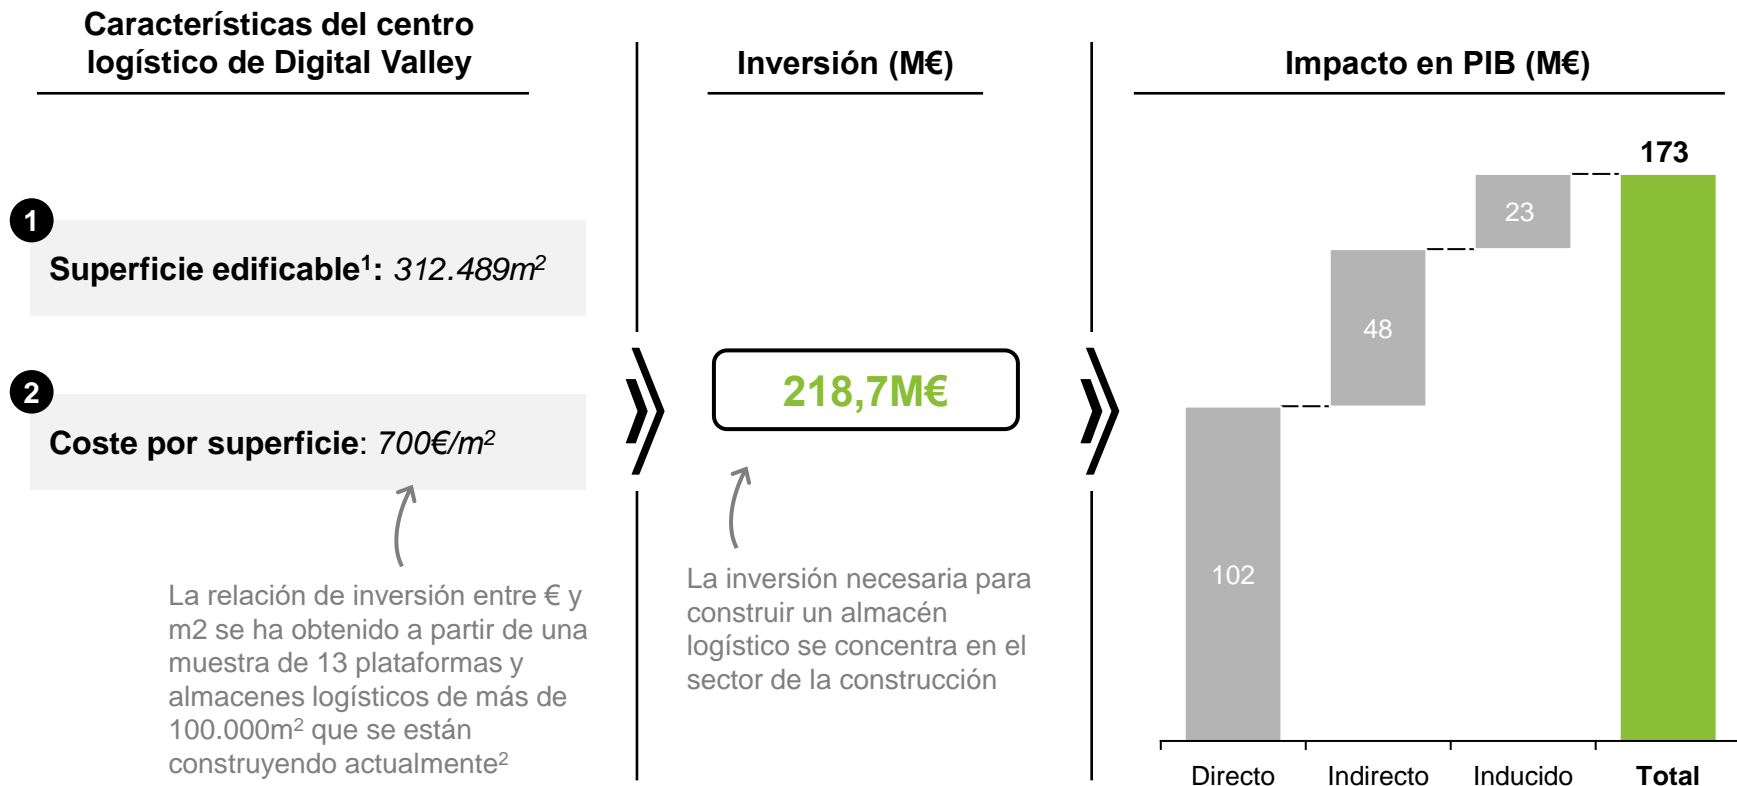 Características del centro
logístico de Digital Valley
1
Superficie edificable¹: 312.489m²
2
Coste por superficie: 700€/m²
La relación de inversión entre € y
m2 se ha obtenido a partir de una
muestra de 13 plataformas y
almacenes logísticos de más de
100.000m² que se están
construyendo actualmente²
Inversión (M€)
218,7M€
La inversión necesaria para
construir un almacén
logístico se concentra en el
sector de la construcción
Impacto en PIB (M€)
173
23
48
102
Directo Indirecto Inducido Total